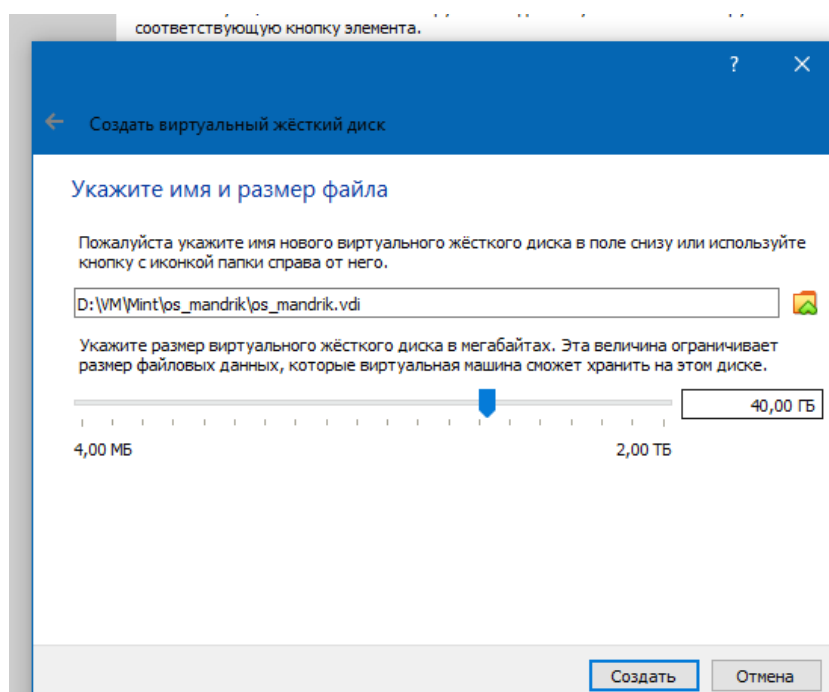 соответствующую кнопку элемента.
?
Создать виртуальный жёсткий диск
Укажите имя и размер файла
Пожалуйста укажите имя нового виртуального жёсткого диска в поле снизу или используйте
кнопку с иконкой папки справа от него.
D:\VM\Mint\os_mandrik\os_mandrik.vdi
Укажите размер виртуального жёсткого диска в мегабайтах. Эта величина ограничивает
размер файловых данных, которые виртуальная машина сможет хранить на этом диске.
40,00 ГБ
4,00 МБ 2,00 ТБ
Создать Отмена